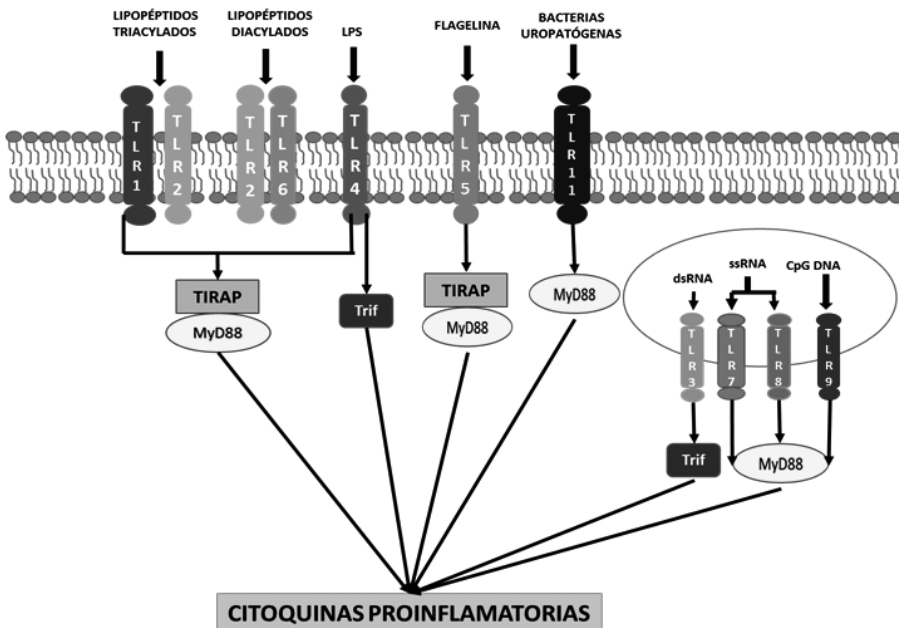 LIPOPÉPTIDOS
TRIACYLADOS
LIPOPÉPTIDOS
DIACYLADOS
LPS
FLAGELINA
BACTERIAS
UROPATÓGENAS
TLR1
TLR2
TLR2
TLR6
TLR4
TLR5
TLR11
TIRAP
MyD88
Trif
TIRAP
MyD88
MyD88
dsRNA
ssRNA
CpG DNA
TLR3
TLR7
TLR8
TLR9
Trif
MyD88
CITOQUINAS PROINFLAMATORIAS